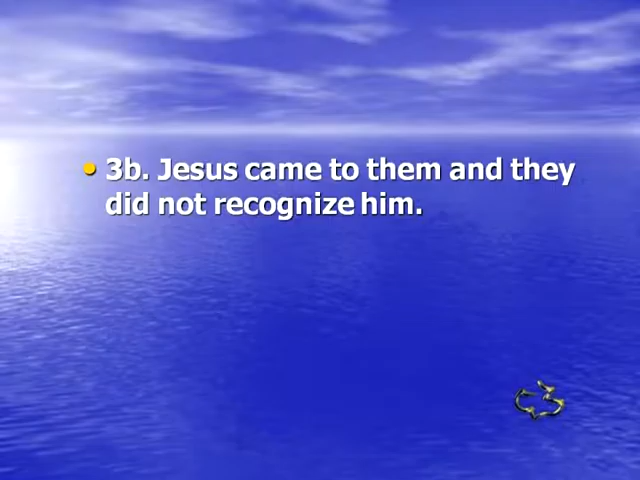 • 3b. Jesus came to them and they
did not recognize him.